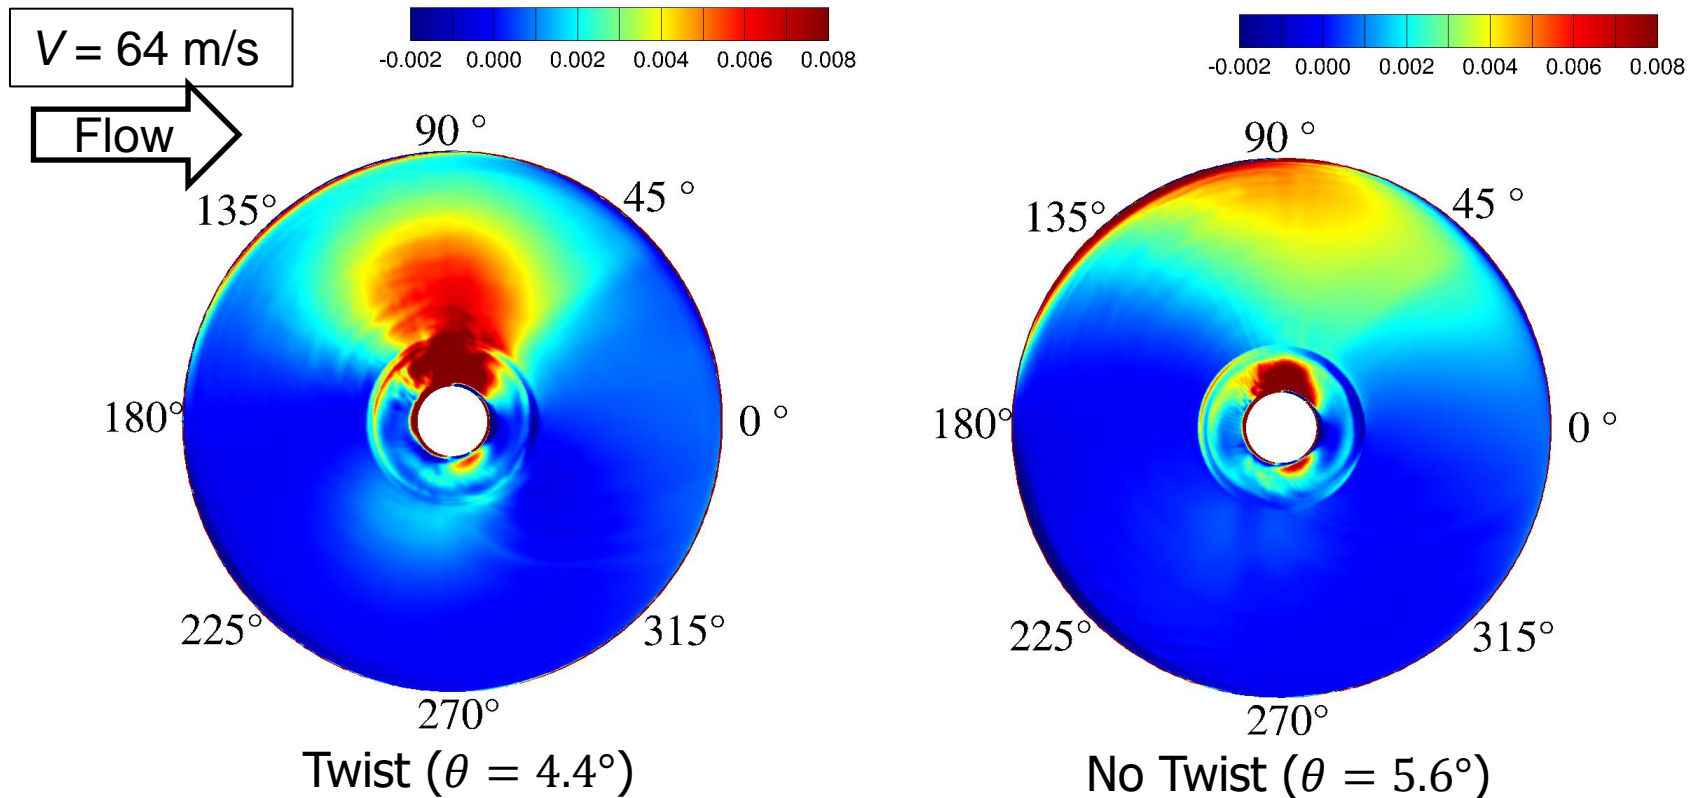 V = 64 m/s
Flow
-0.002 0.000 0.002 0.004 0.006 0.008
90 °
45 °
135°
180°
0 °
225°
315°
270°
Twist (θ = 4.4°)
-0.002 0.000 0.002 0.004 0.006 0.008
90 °
45 °
135°
180°
0 °
225°
315°
270°
No Twist (θ = 5.6°)